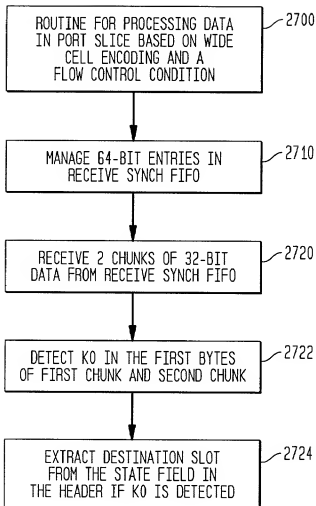 ROUTINE FOR PROCESSING DATA
IN PORT SLICE BASED ON WIDE
CELL ENCODING AND A
FLOW CONTROL CONDITION
2700
MANAGE 64-BIT ENTRIES IN
RECEIVE SYNCH FIFO
2710
RECEIVE 2 CHUNKS OF 32-BIT
DATA FROM RECEIVE SYNCH FIFO
2720
DETECT K0 IN THE FIRST BYTES
OF FIRST CHUNK AND SECOND CHUNK
2722
EXTRACT DESTINATION SLOT
FROM THE STATE FIELD IN
THE HEADER IF K0 IS DETECTED
2724